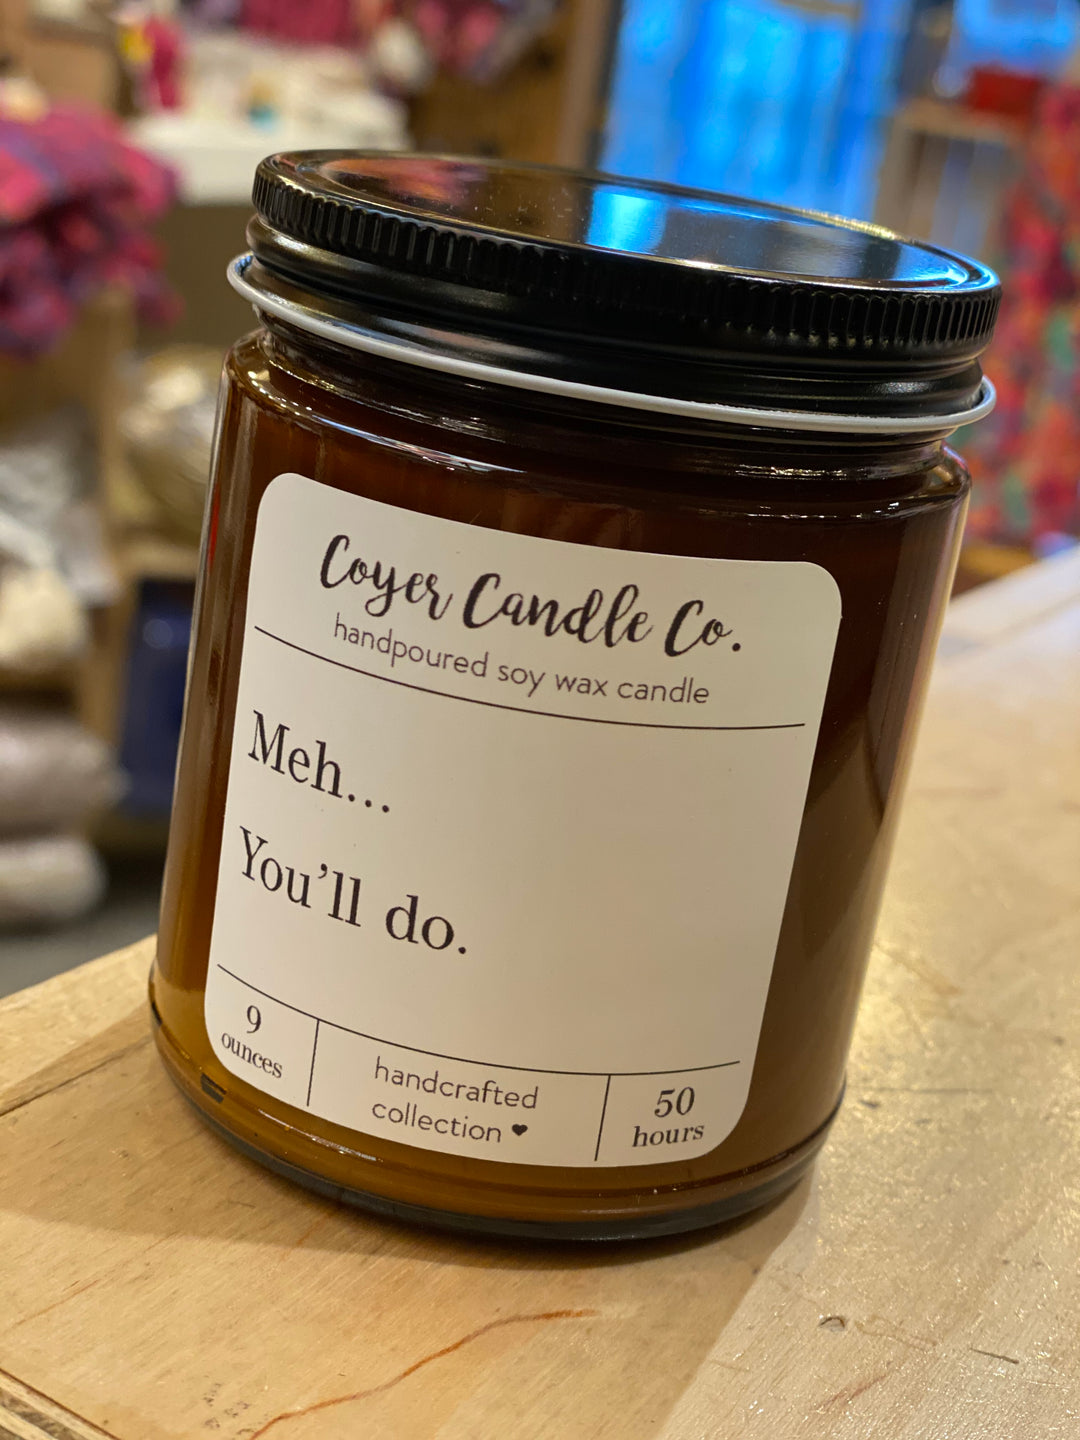 Coyer Candle Co.
handpoured soy wax candle
Meh...
You'll do.
9
ounces
handcrafted
collection ♥
50
hours